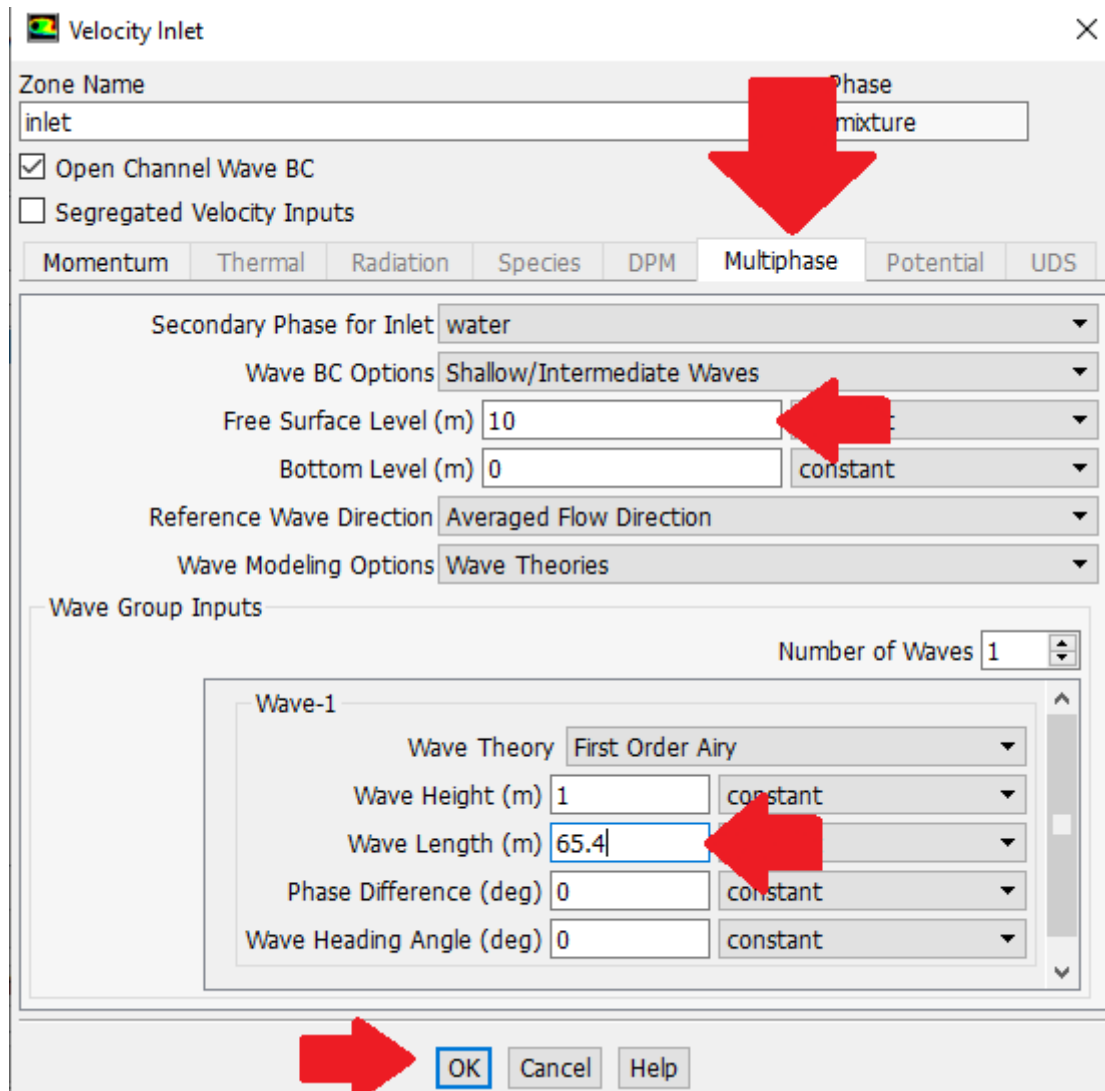 Velocity Inlet
Zone Name Phase
inlet mixture
Open Channel Wave BC
Segregated Velocity Inputs
Momentum Thermal Radiation Species DPM Multiphase Potential UDS
Secondary Phase for Inlet water
Wave BC Options Shallow/Intermediate Waves
Free Surface Level (m) 10
Bottom Level (m) 0 constant
Reference Wave Direction Averaged Flow Direction
Wave Modeling Options Wave Theories
Wave Group Inputs
Number of Waves 1
Wave-1
Wave Theory First Order Airy
Wave Height (m) 1 constant
Wave Length (m) 65.4
Phase Difference (deg) 0 constant
Wave Heading Angle (deg) 0 constant
OK Cancel Help